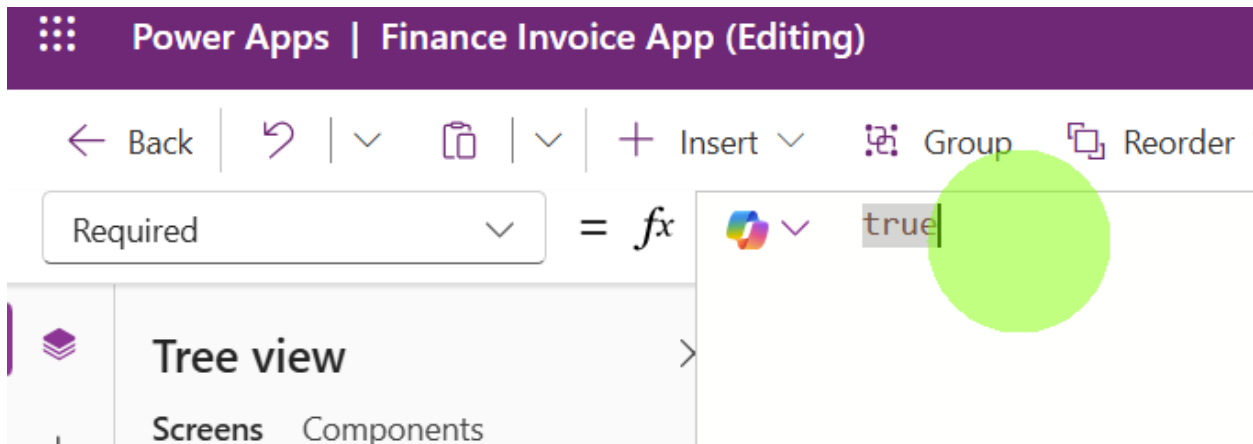 Power Apps | Finance Invoice App (Editing)
Back Insert Group Reorder
Required = fx true
Tree view
Screens Components